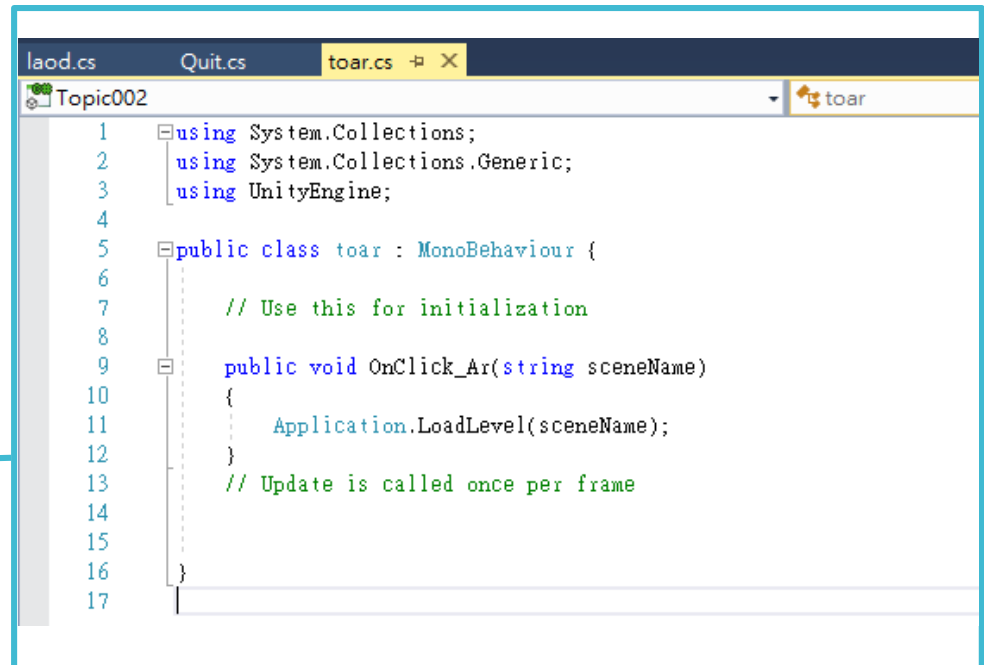 laod.cs Quit.cs toar.cs
Topic002 toar
1 using System.Collections;
2 using System.Collections.Generic;
3 using UnityEngine;
4
5 public class toar : MonoBehaviour {
6
7 // Use this for initialization
8
9 public void OnClick_Ar(string sceneName)
10 {
11 Application.LoadLevel(sceneName);
12 }
13 // Update is called once per frame
14
15
16 }
17